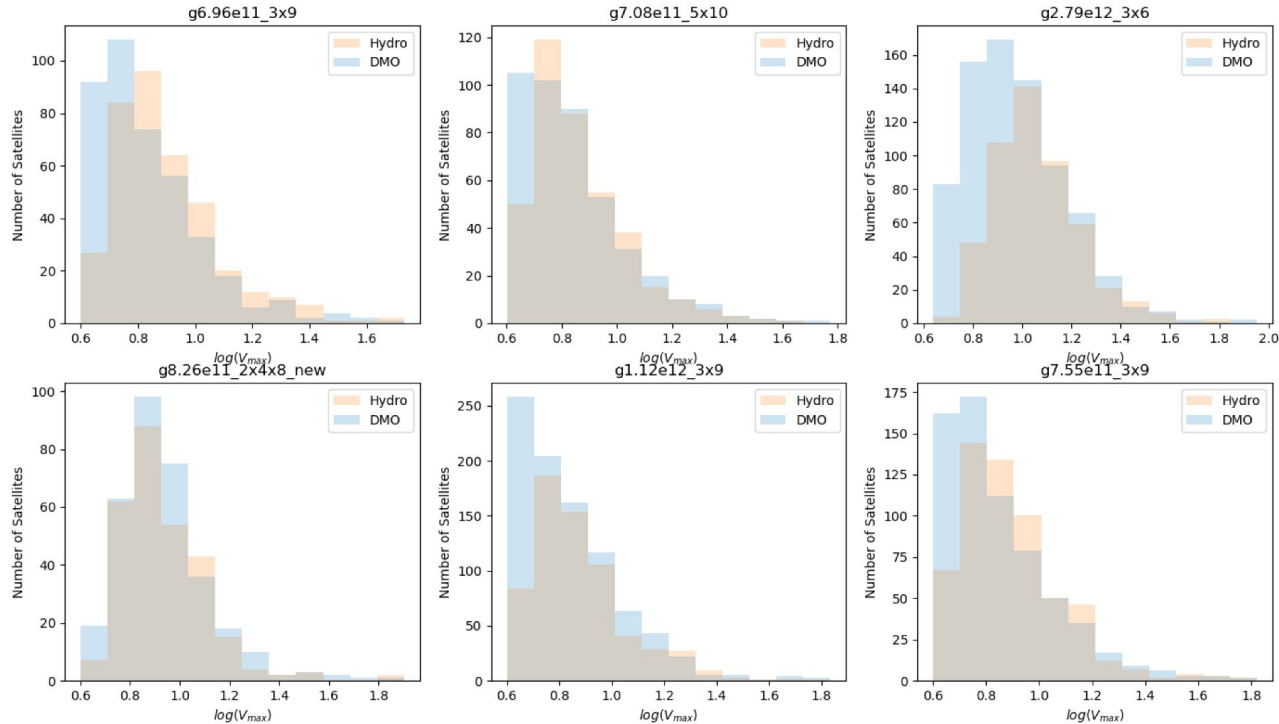 g6.96e11_3x9
g7.08e11_5x10
g2.79e12_3x6
Number of Satellites
100
80
60
40
20
0
Hydro
DMO
0.6 0.8 1.0 1.2 1.4 1.6
log(V_max)
Number of Satellites
120
100
80
60
40
20
0
Hydro
DMO
0.6 0.8 1.0 1.2 1.4 1.6 1.8
log(V_max)
Number of Satellites
160
140
120
100
80
60
40
20
0
Hydro
DMO
0.6 0.8 1.0 1.2 1.4 1.6 1.8 2.0
log(V_max)
g8.26e11_2x4x8_new
g1.12e12_3x9
g7.55e11_3x9
Number of Satellites
100
80
60
40
20
0
Hydro
DMO
0.6 0.8 1.0 1.2 1.4 1.6 1.8
log(V_max)
Number of Satellites
250
200
150
100
50
0
Hydro
DMO
0.6 0.8 1.0 1.2 1.4 1.6 1.8
log(V_max)
Number of Satellites
175
150
125
100
75
50
25
0
Hydro
DMO
0.6 0.8 1.0 1.2 1.4 1.6 1.8
log(V_max)